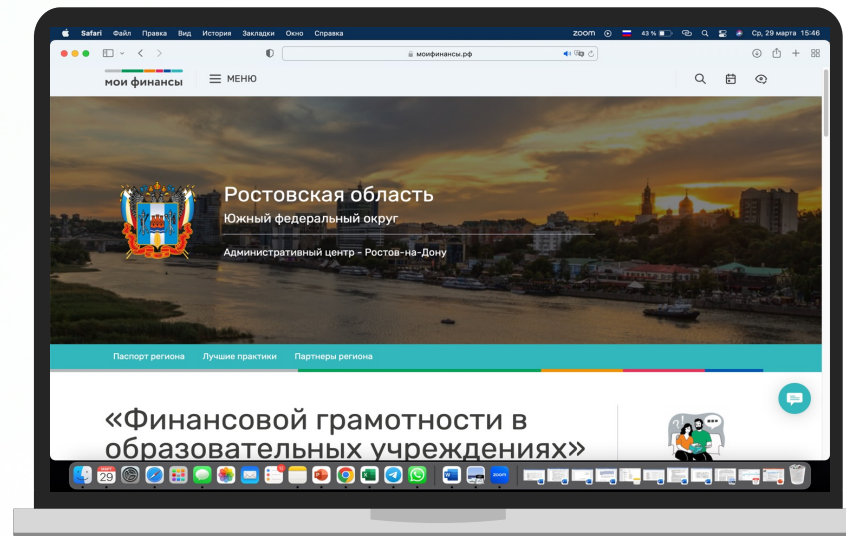 Safari Файл Правка Вид История Закладки Окно Справка zoom 43 % Ср, 29 марта 15:46
моифинансы.рф
мои финансы МЕНЮ
Ростовская область
Южный федеральный округ
Административный центр - Ростов-на-Дону
Паспорт региона Лучшие практики Партнеры региона
«Финансовой грамотности в
образовательных учреждениях»
29 zoom